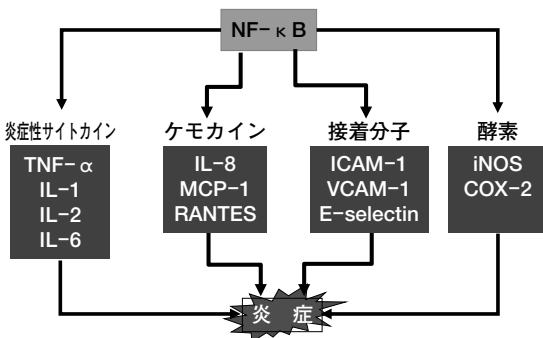 NF-κB
炎症性サイトカイン
TNF-α
IL-1
IL-2
IL-6
ケモカイン
IL-8
MCP-1
RANTES
接着分子
ICAM-1
VCAM-1
E-selectin
酵素
iNOS
COX-2
炎 症